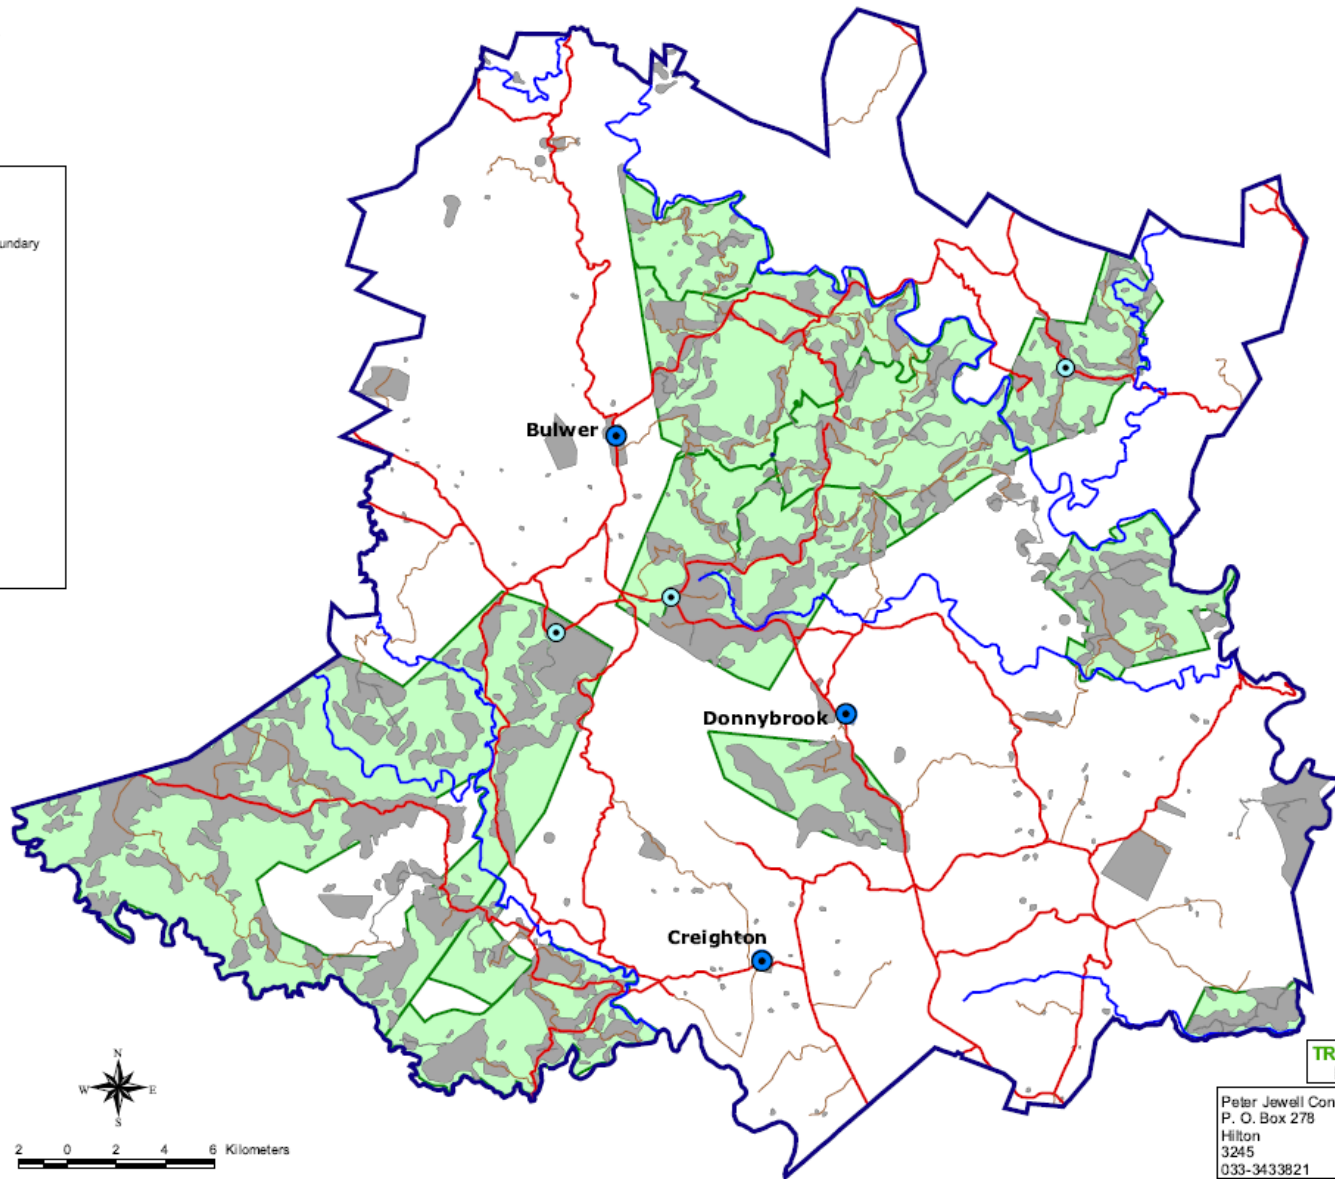 undary
Bulwer
Donnybrook
Creighton
N
W E
S
2 0 2 4 6 Kilometers
TR
Peter Jewell Con
P. O. Box 278
Hilton
3245
033-3433821